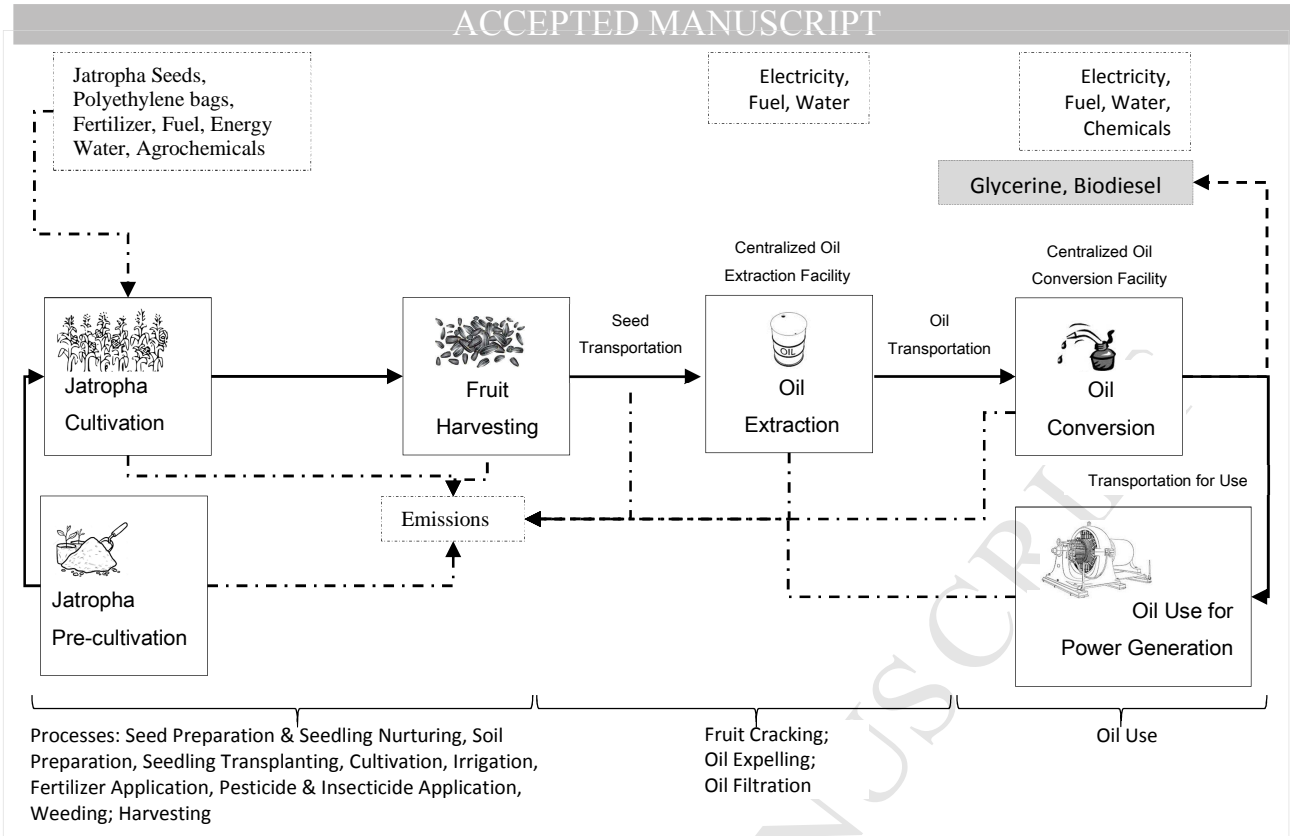 ACCEPTED MANUSCRIPT
Jatropha Seeds,
Polyethylene bags,
Fertilizer, Fuel, Energy
Water, Agrochemicals
Electricity,
Fuel, Water
Electricity,
Fuel, Water,
Chemicals
Glycerine, Biodiesel
Centralized Oil
Extraction Facility
Centralized Oil
Conversion Facility
Jatropha
Cultivation
Fruit
Harvesting
Seed
Transportation
OIL
Oil
Extraction
Oil
Transportation
Oil
Conversion
Transportation for Use
Emissions
Jatropha
Pre-cultivation
Oil Use for
Power Generation
Processes: Seed Preparation & Seedling Nurturing, Soil
Preparation, Seedling Transplanting, Cultivation, Irrigation,
Fertilizer Application, Pesticide & Insecticide Application,
Weeding; Harvesting
Fruit Cracking;
Oil Expelling;
Oil Filtration
Oil Use